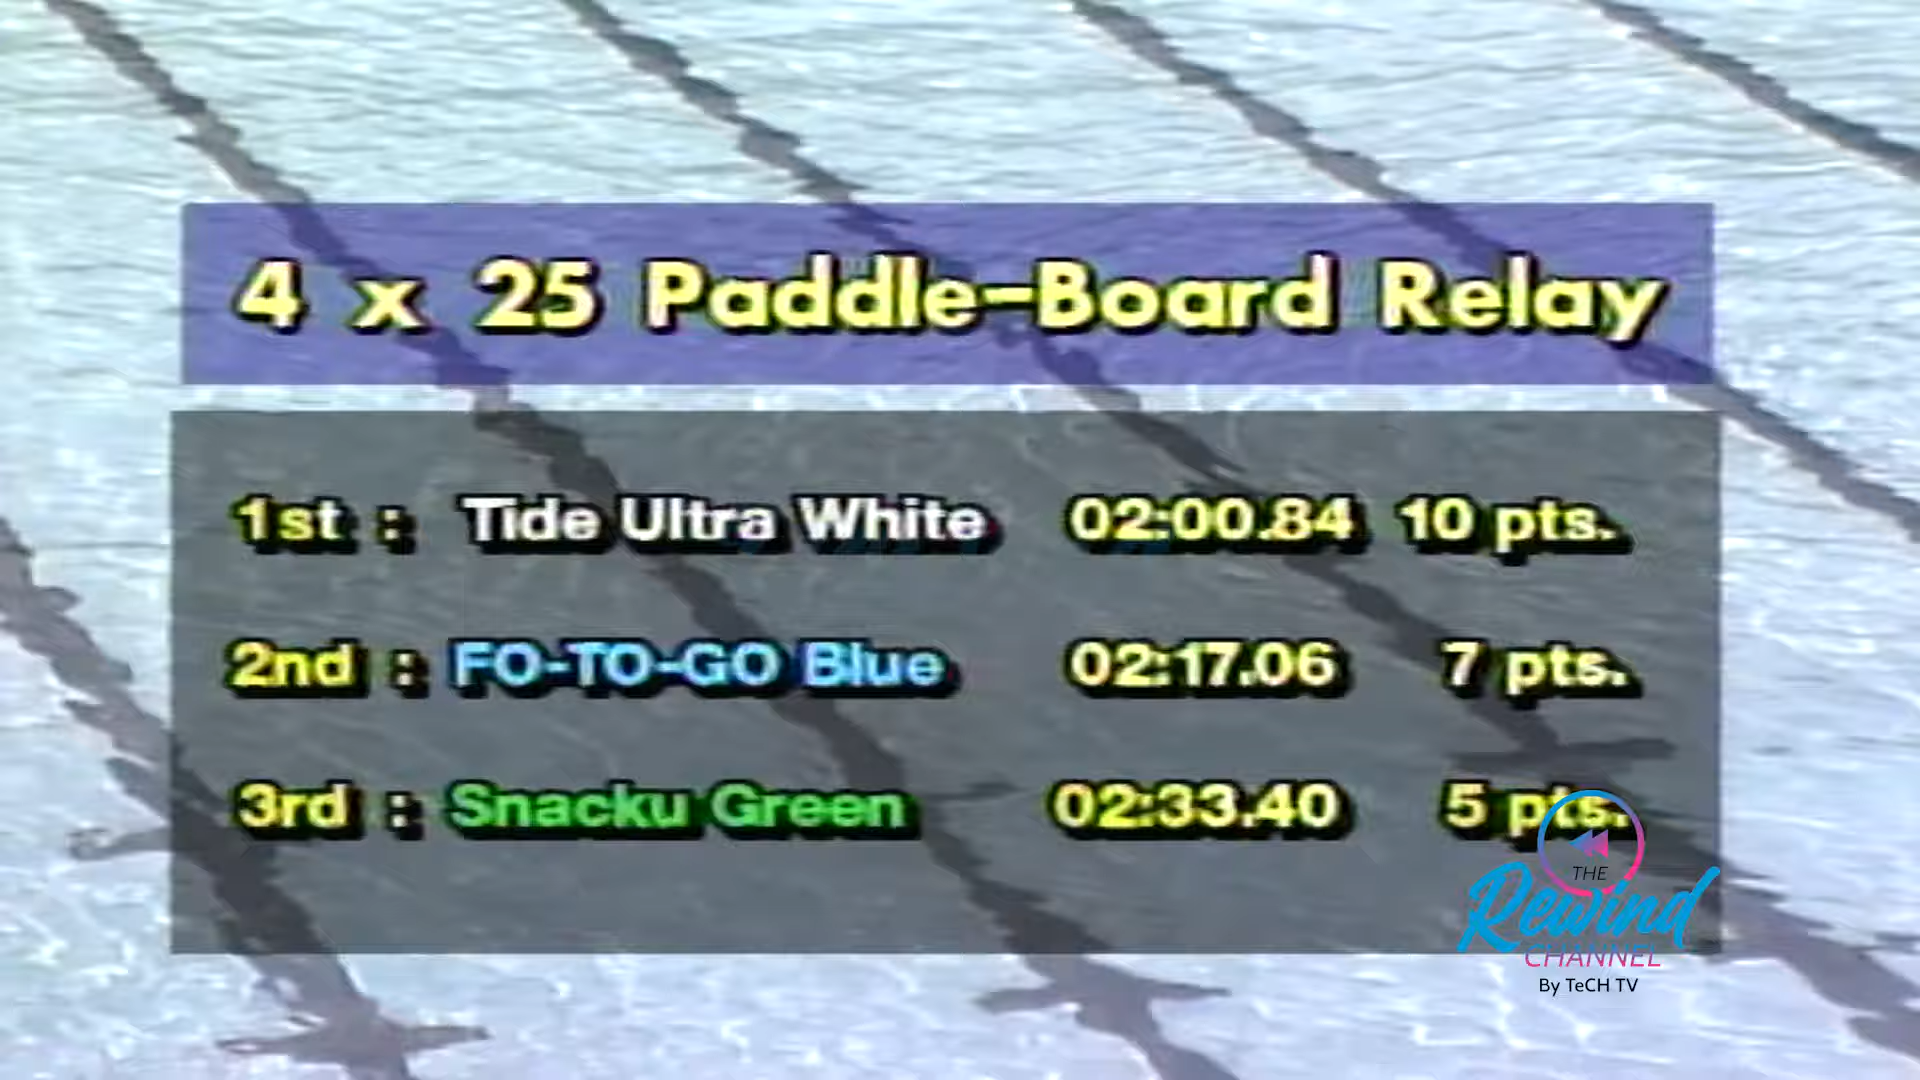 4 x 25 Paddle-Board Relay
1st : Tide Ultra White 02:00.84 10 pts.
2nd : FO-TO-GO Blue 02:17.06 7 pts.
3rd : Snacku Green 02:33.40 5 pts.
THE
Rewind
CHANNEL
By TeCH TV